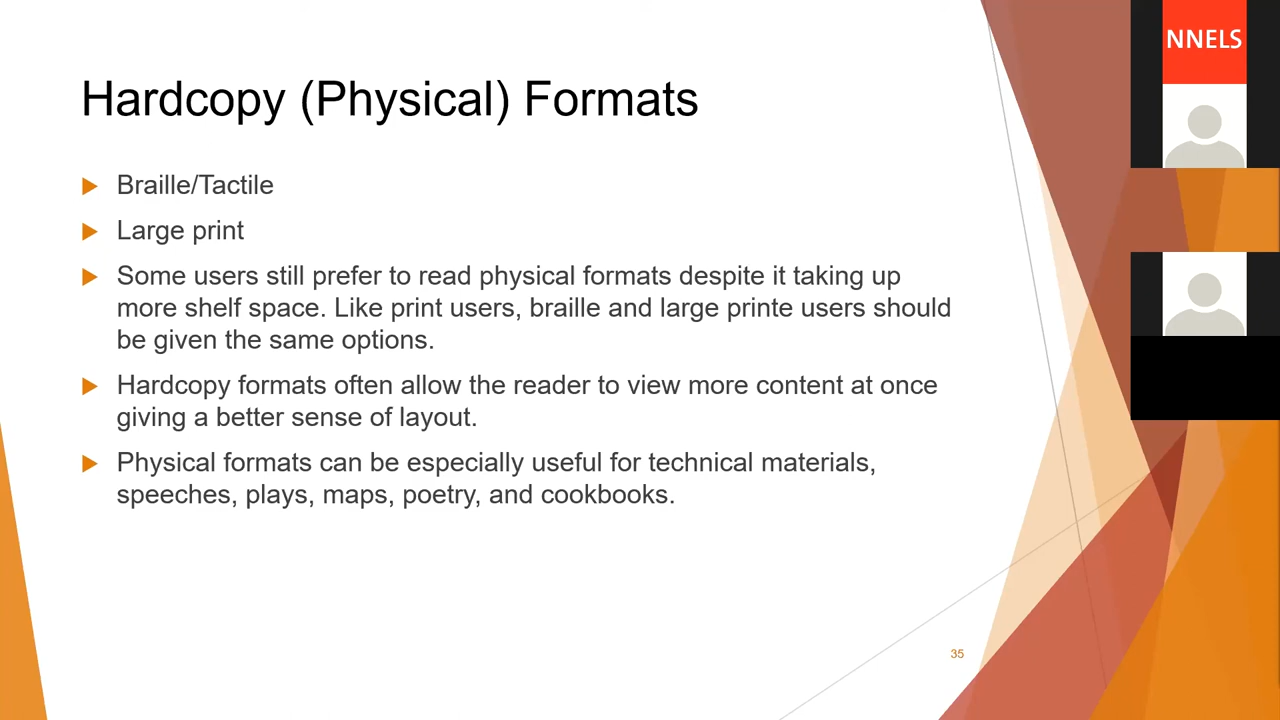 Hardcopy (Physical) Formats
Braille/Tactile
Large print
Some users still prefer to read physical formats despite it taking up
more shelf space. Like print users, braille and large printe users should
be given the same options.
Hardcopy formats often allow the reader to view more content at once
giving a better sense of layout.
Physical formats can be especially useful for technical materials,
speeches, plays, maps, poetry, and cookbooks.
35
NNELS